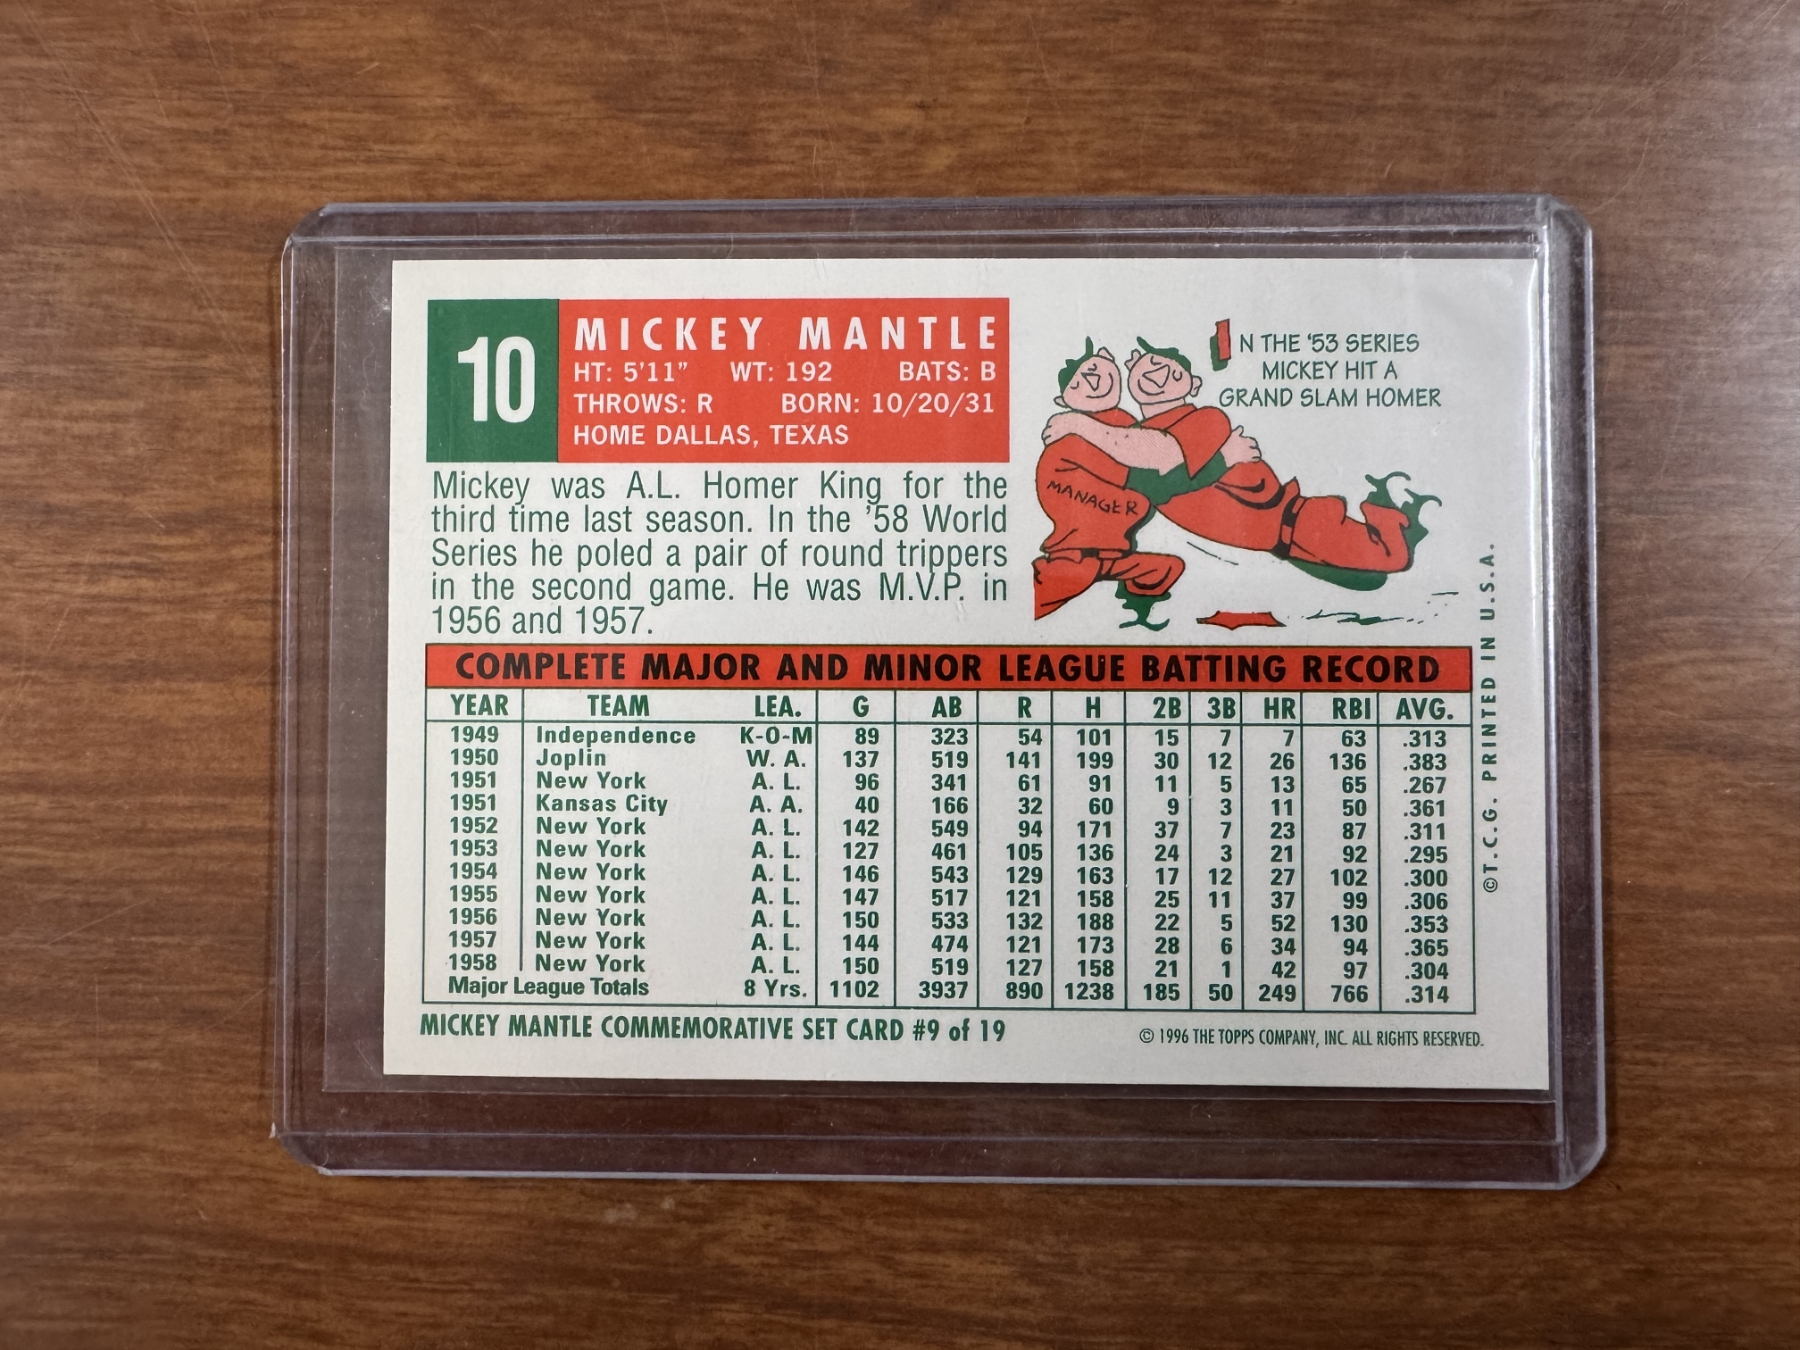 10
MICKEY MANTLE
HT: 5'11" WT: 192 BATS: B
THROWS: R BORN: 10/20/31
HOME DALLAS, TEXAS
Mickey was A.L. Homer King for the
third time last season. In the '58 World
Series he poled a pair of round trippers
in the second game. He was M.V.P. in
1956 and 1957.
IN THE '53 SERIES
MICKEY HIT A
GRAND SLAM HOMER
MANAGER
COMPLETE MAJOR AND MINOR LEAGUE BATTING RECORD
YEAR TEAM LEA. G AB R H 2B 3B HR RBI AVG.
1949 Independence K-O-M 89 323 54 101 15 7 7 63 .313
1950 Joplin W. A. 137 519 141 199 30 12 26 136 .383
1951 New York A. L. 96 341 61 91 11 5 13 65 .267
1951 Kansas City A. A. 40 166 32 60 9 3 11 50 .361
1952 New York A. L. 142 549 94 171 37 7 23 87 .311
1953 New York A. L. 127 461 105 136 24 3 21 92 .295
1954 New York A. L. 146 543 129 163 17 12 27 102 .300
1955 New York A. L. 147 517 121 158 25 11 37 99 .306
1956 New York A. L. 150 533 132 188 22 5 52 130 .353
1957 New York A. L. 144 474 121 173 28 6 34 94 .365
1958 New York A. L. 150 519 127 158 21 1 42 97 .304
Major League Totals 8 Yrs. 1102 3937 890 1238 185 50 249 766 .314
MICKEY MANTLE COMMEMORATIVE SET CARD #9 of 19
© 1996 THE TOPPS COMPANY, INC. ALL RIGHTS RESERVED.
© T.C.G. PRINTED IN U.S.A.